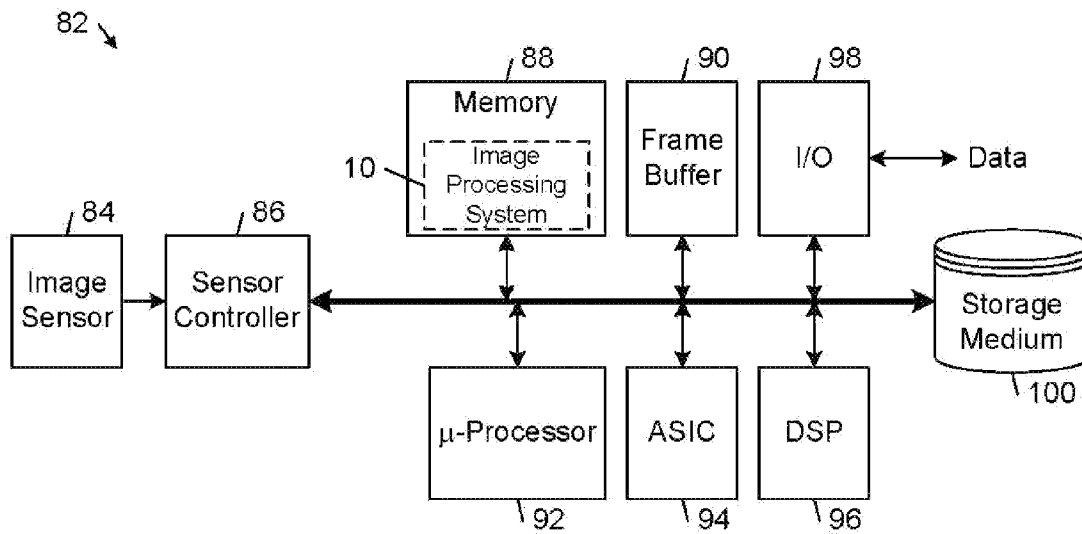 82
88
90
98
Memory
Image
Processing
System
10
Frame
Buffer
I/O
Data
84
86
Image
Sensor
Sensor
Controller
Storage
Medium
100
μ-Processor
ASIC
DSP
92
94
96